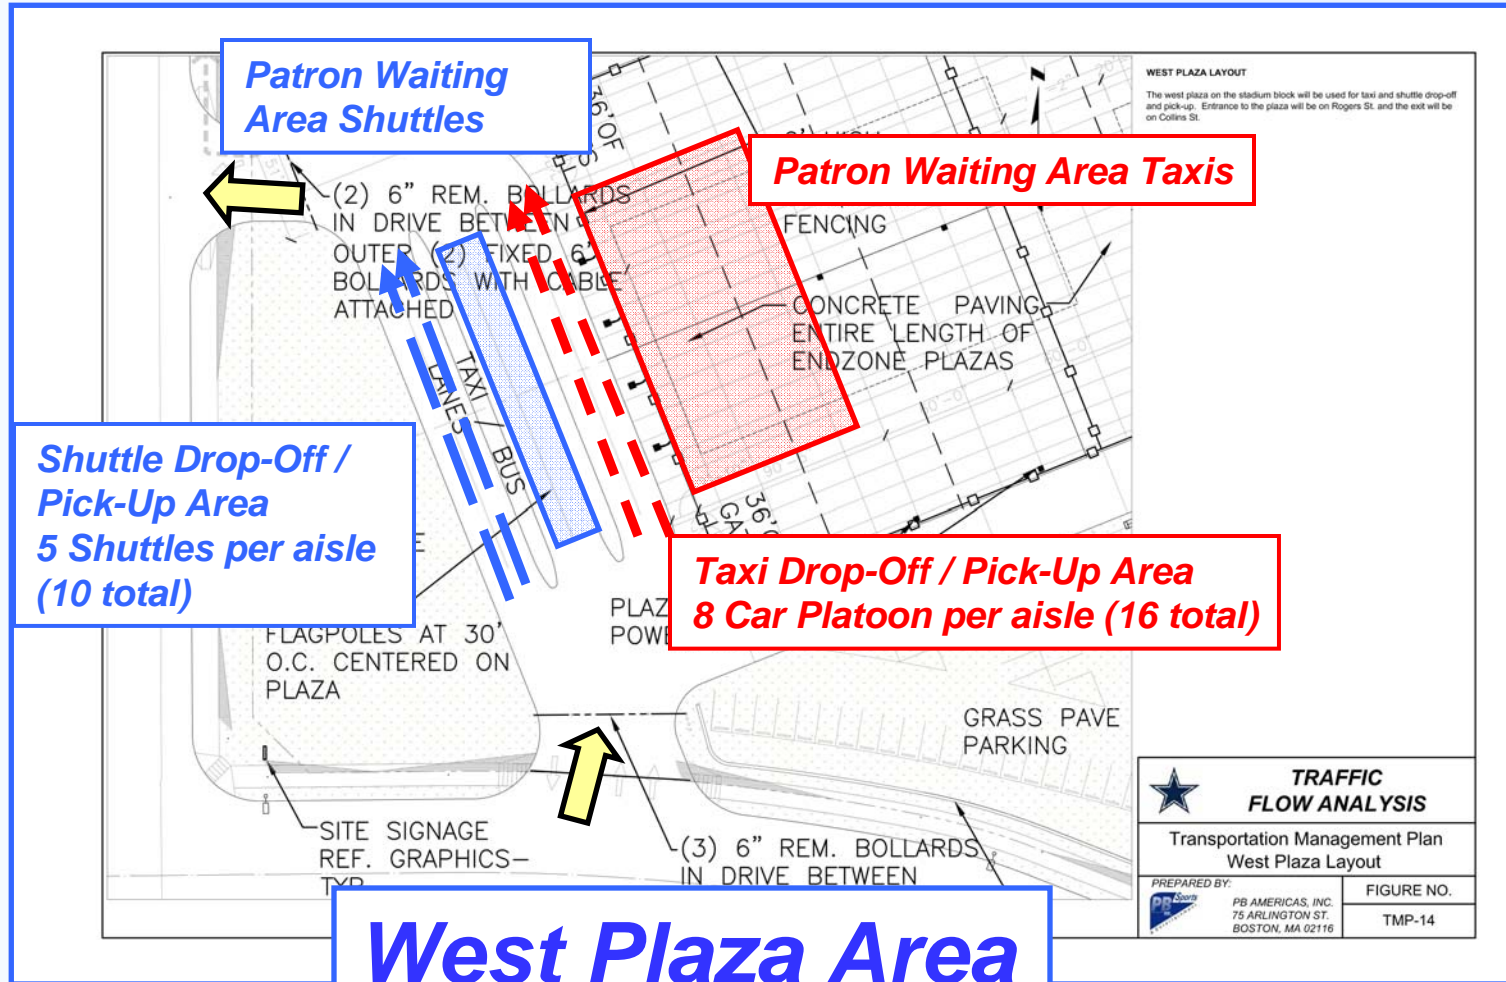 Patron Waiting
Area Shuttles
WEST PLAZA LAYOUT
The west plaza on the stadium block will be used for taxi and shuttle drop-off
and pick-up. Entrance to the plaza will be on Rogers St. and the exit will be
on Collins St.
36'OF
Patron Waiting Area Taxis
(2) 6" REM. BOLLARDS
IN DRIVE BETWEEN
OUTER (2) FIXED 6"
BOLLARDS WITH CABLE
ATTACHED
FENCING
CONCRETE PAVING
ENTIRE LENGTH OF
ENDZONE PLAZAS
TAXI / BUS
LANES
Shuttle Drop-Off /
Pick-Up Area
5 Shuttles per aisle
(10 total)
Taxi Drop-Off / Pick-Up Area
8 Car Platoon per aisle (16 total)
FLAGPOLES AT 30'
O.C. CENTERED ON
PLAZA
GRASS PAVE
PARKING
SITE SIGNAGE
REF. GRAPHICS-
TYP
(3) 6" REM. BOLLARDS
IN DRIVE BETWEEN
West Plaza Area
TRAFFIC
FLOW ANALYSIS
Transportation Management Plan
West Plaza Layout
PREPARED BY:
PB Sports
PB AMERICAS, INC.
75 ARLINGTON ST.
BOSTON, MA 02116
FIGURE NO.
TMP-14